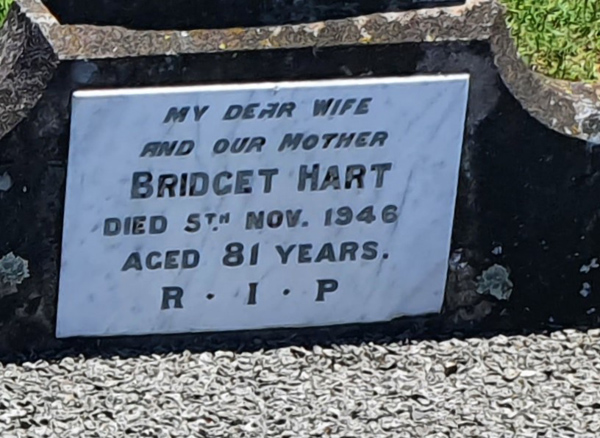 MY DEAR WIFE
AND OUR MOTHER
BRIDGET HART
DIED 5TH NOV. 1946
AGED 81 YEARS.
R · I · P